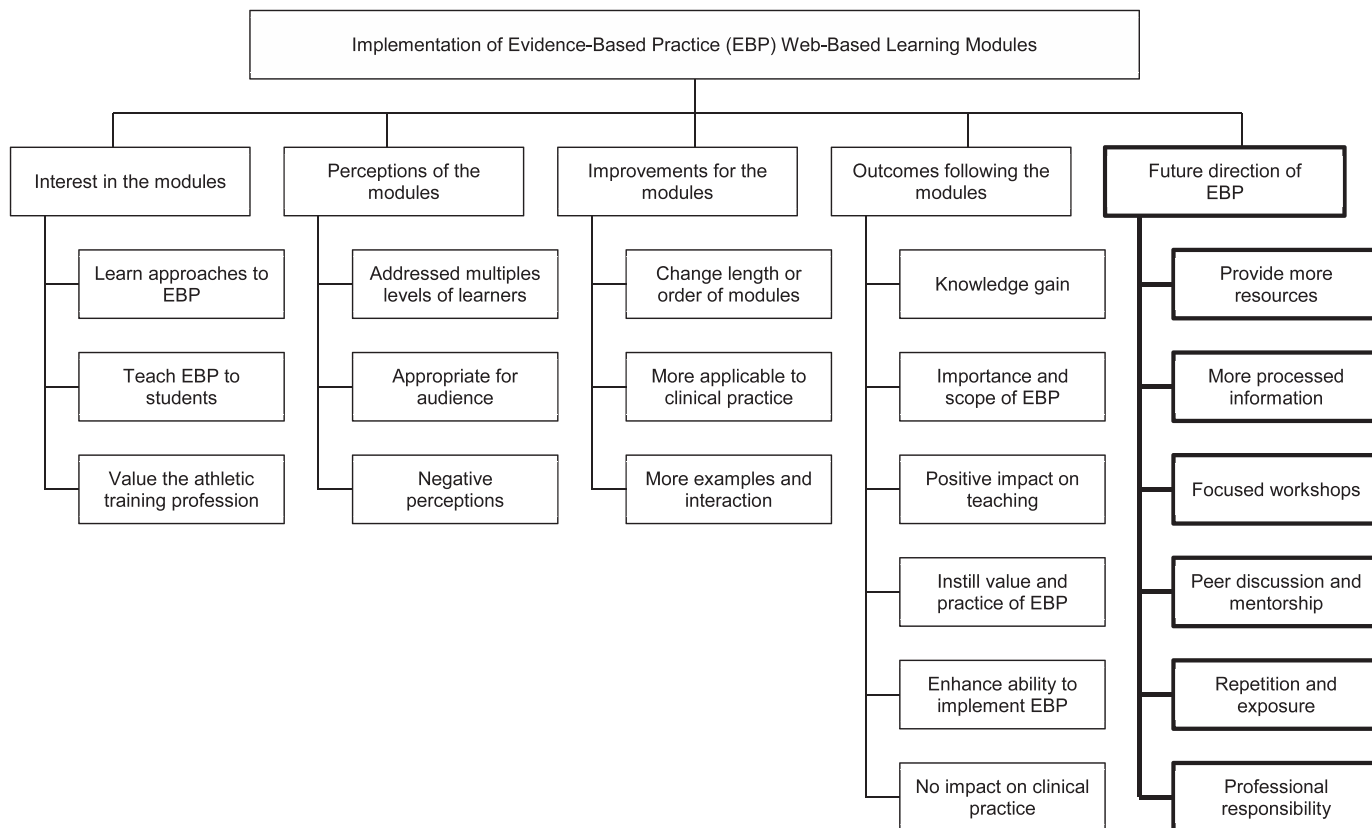 Implementation of Evidence-Based Practice (EBP) Web-Based Learning Modules
Interest in the modules
Learn approaches to
EBP
Teach EBP to
students
Value the athletic
training profession
Perceptions of the
modules
Addressed multiples
levels of learners
Appropriate for
audience
Negative
perceptions
Improvements for the
modules
Change length or
order of modules
More applicable to
clinical practice
More examples and
interaction
Outcomes following the
modules
Knowledge gain
Importance and
scope of EBP
Positive impact on
teaching
Instill value and
practice of EBP
Enhance ability to
implement EBP
No impact on clinical
practice
Future direction of
EBP
Provide more
resources
More processed
information
Focused workshops
Peer discussion and
mentorship
Repetition and
exposure
Professional
responsibility